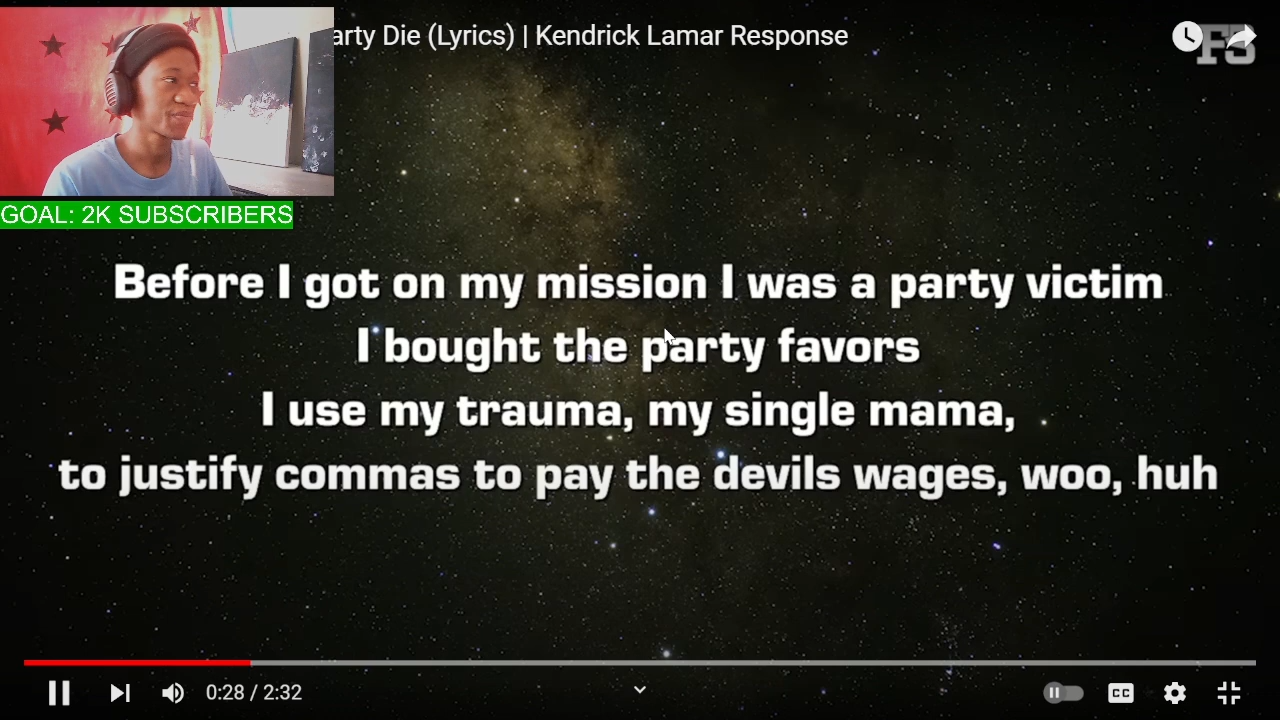 arty Die (Lyrics) | Kendrick Lamar Response
FS
GOAL: 2K SUBSCRIBERS
Before I got on my mission I was a party victim
I bought the party favors
I use my trauma, my single mama,
to justify commas to pay the devils wages, woo, huh
0:28 / 2:32
CC